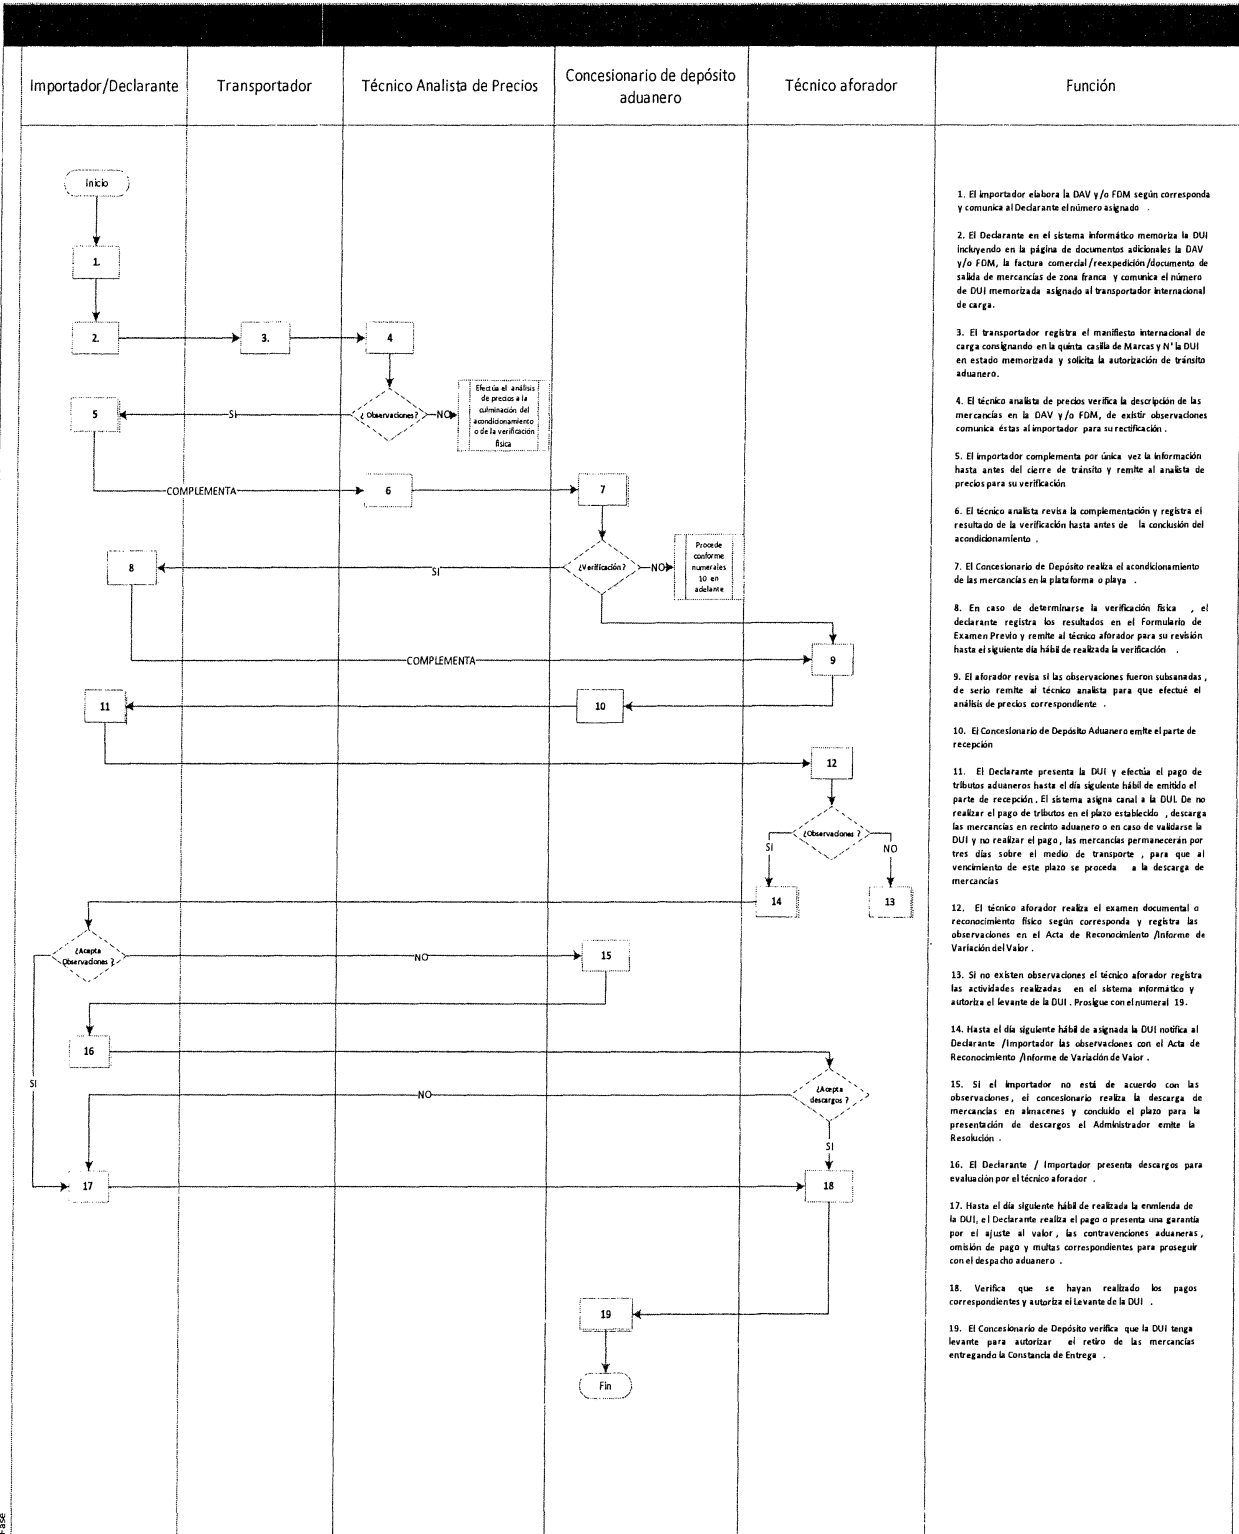 Importador/Declarante
Transportador
Técnico Analista de Precios
Concesionario de depósito
aduanero
Técnico aforador
Función
Inicio
1.
2.
3.
4
¿ Observaciones?
SI
NO
Efectúa el análisis
de precios a la
culminación del
acondicionamiento
o de la verificación
física
5
COMPLEMENTA
6
7
¿Verificación?
SI
NO
Procede
conforme
numerales
10 en
adelante
8
COMPLEMENTA
9
10
11
12
¿Observaciones ?
SI
NO
14
13
¿Acepta
Observaciones ?
NO
15
16
SI
¿Acepta
descargos ?
NO
SI
17
18
19
Fin
Fase
1. El importador elabora la DAV y/o FDM según corresponda
y comunica al Declarante el número asignado .
2. El Declarante en el sistema informático memoriza la DUI
incluyendo en la página de documentos adicionales la DAV
y/o FDM, la factura comercial/reexpedición/documento de
salida de mercancías de zona franca y comunica el número
de DUI memorizada asignado al transportador internacional
de carga.
3. El transportador registra el manifiesto internacional de
carga consignando en la quinta casilla de Marcas y N° la DUI
en estado memorizada y solicita la autorización de tránsito
aduanero.
4. El técnico analista de precios verifica la descripción de las
mercancías en la DAV y/o FDM, de existir observaciones
comunica éstas al importador para su rectificación .
5. El importador complementa por única vez la información
hasta antes del cierre de tránsito y remite al analista de
precios para su verificación
6. El técnico analista revisa la complementación y registra el
resultado de la verificación hasta antes de la conclusión del
acondicionamiento .
7. El Concesionario de Depósito realiza el acondicionamiento
de las mercancías en la plataforma o playa .
8. En caso de determinarse la verificación física , el
declarante registra los resultados en el Formulario de
Examen Previo y remite al técnico aforador para su revisión
hasta el siguiente día hábil de realizada la verificación .
9. El aforador revisa si las observaciones fueron subsanadas ,
de serlo remite al técnico analista para que efectué el
análisis de precios correspondiente .
10. El Concesionario de Depósito Aduanero emite el parte de
recepción
11. El Declarante presenta la DUI y efectúa el pago de
tributos aduaneros hasta el día siguiente hábil de emitido el
parte de recepción. El sistema asigna canal a la DUI. De no
realizar el pago de tributos en el plazo establecido , descarga
las mercancías en recinto aduanero o en caso de validarse la
DUI y no realizar el pago, las mercancías permanecerán por
tres días sobre el medio de transporte , para que al
vencimiento de este plazo se proceda a la descarga de
mercancías
12. El técnico aforador realiza el examen documental o
reconocimiento físico según corresponda y registra las
observaciones en el Acta de Reconocimiento /Informe de
Variación del Valor .
13. Si no existen observaciones el técnico aforador registra
las actividades realizadas en el sistema informático y
autoriza el levante de la DUI . Prosigue con el numeral 19.
14. Hasta el día siguiente hábil de asignada la DUI notifica al
Declarante /Importador las observaciones con el Acta de
Reconocimiento /Informe de Variación de Valor .
15. Si el importador no está de acuerdo con las
observaciones, el concesionario realiza la descarga de
mercancías en almacenes y concluido el plazo para la
presentación de descargos el Administrador emite la
Resolución .
16. El Declarante / Importador presenta descargos para
evaluación por el técnico aforador .
17. Hasta el día siguiente hábil de realizada la enmienda de
la DUI, el Declarante realiza el pago o presenta una garantía
por el ajuste al valor , las contravenciones aduaneras ,
omisión de pago y multas correspondientes para proseguir
con el despacho aduanero .
18. Verifica que se hayan realizado los pagos
correspondientes y autoriza el Levante de la DUI .
19. El Concesionario de Depósito verifica que la DUI tenga
levante para autorizar el retiro de las mercancías
entregando la Constancia de Entrega .